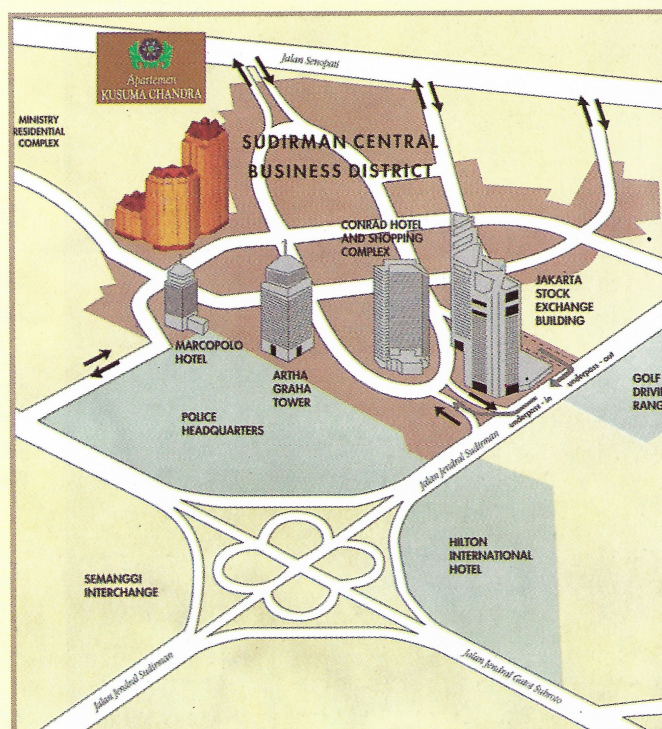 Apartemen
KUSUMA CHANDRA
Jalan Senopati
MINISTRY
RESIDENTIAL
COMPLEX
SUDIRMAN CENTRAL
BUSINESS DISTRICT
CONRAD HOTEL
AND SHOPPING
COMPLEX
JAKARTA
STOCK
EXCHANGE
BUILDING
MARCOPOLO
HOTEL
ARTHA
GRAHA
TOWER
underpass - out
underpass - in
GOLF
DRIVI
RANG
POLICE
HEADQUARTERS
Jalan Jendral Sudirman
HILTON
INTERNATIONAL
HOTEL
SEMANGGI
INTERCHANGE
Jalan Jendral Sudirman
Jalan Jendral Gatot Subroto